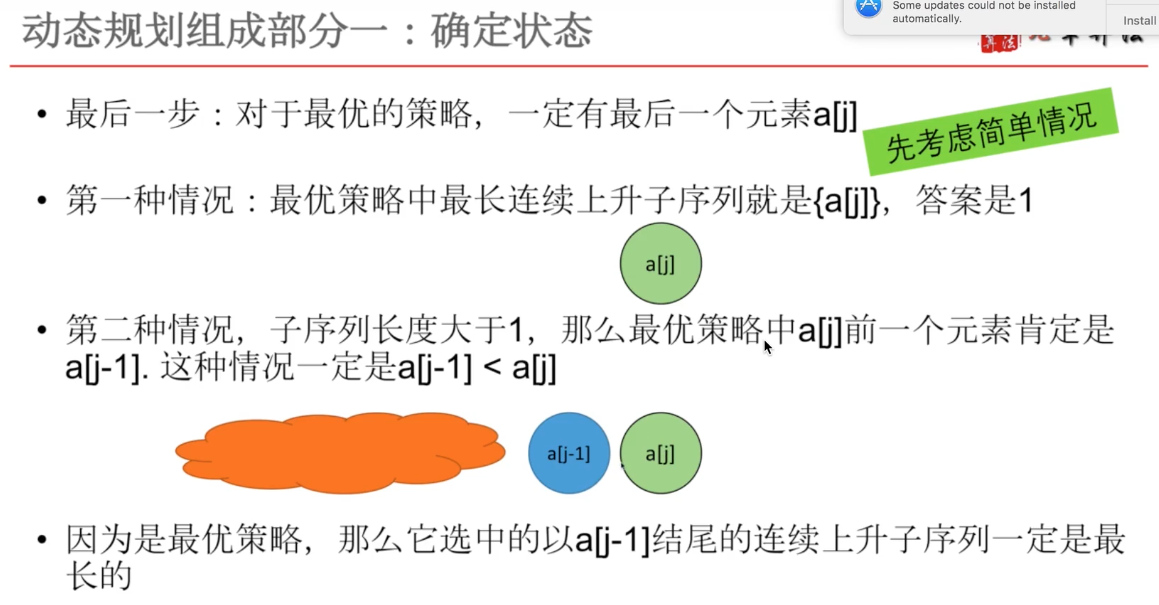 Some updates could not be installed
automatically.
Install
动态规划组成部分一：确定状态
算法
• 最后一步：对于最优的策略，一定有最后一个元素a[j]
先考虑简单情况
• 第一种情况：最优策略中最长连续上升子序列就是{a[j]}，答案是1
a[j]
• 第二种情况，子序列长度大于1，那么最优策略中a[j]前一个元素肯定是
a[j-1]. 这种情况一定是a[j-1] < a[j]
a[j-1]
a[j]
• 因为是最优策略，那么它选中的以a[j-1]结尾的连续上升子序列一定是最
长的